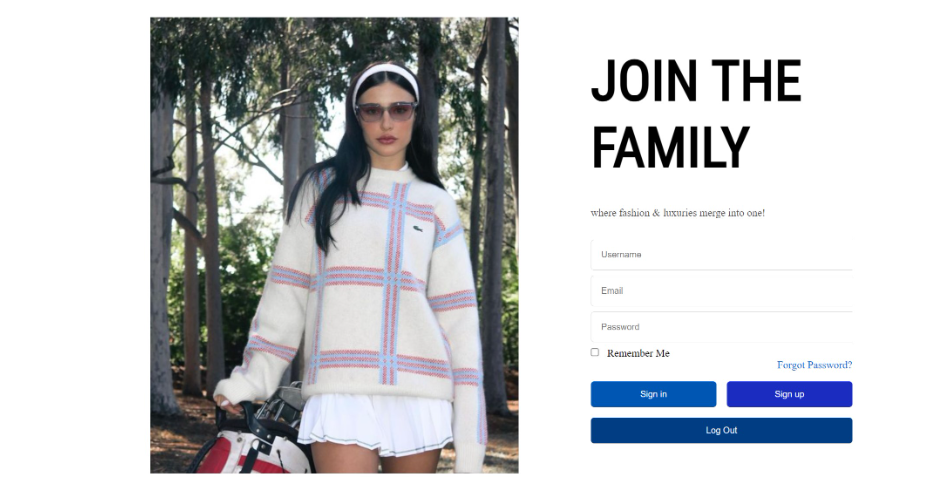 JOIN THE
FAMILY
where fashion & luxuries merge into one!
Username
Email
Password
Remember Me
Forgot Password?
Sign in
Sign up
Log Out